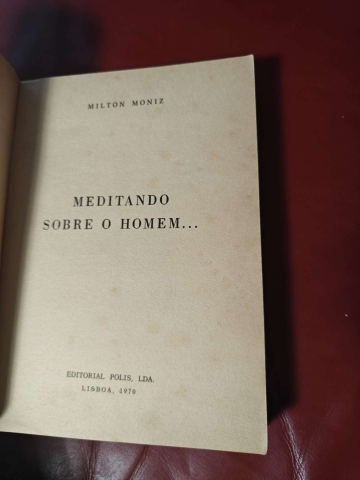 MILTON MONIZ
MEDITANDO
SOBRE O HOMEM...
EDITORIAL POLIS, LDA.
LISBOA, 1970